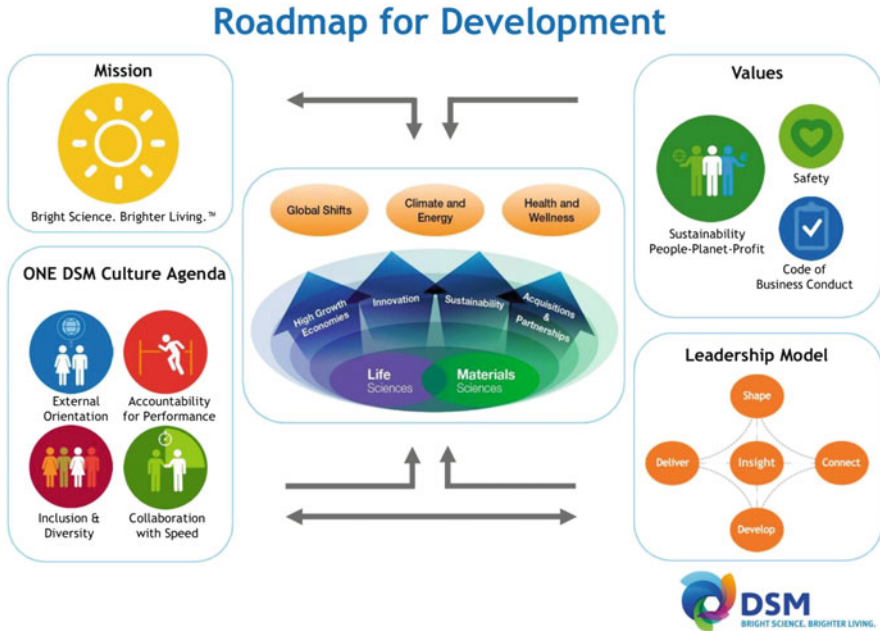 Roadmap for Development
Mission
Bright Science. Brighter Living.™
ONE DSM Culture Agenda
External
Orientation
Accountability
for Performance
Inclusion &
Diversity
Collaboration
with Speed
Global Shifts
Climate and
Energy
Health and
Wellness
High Growth
Economies
Innovation
Sustainability
Acquisitions
&
Partnerships
Life
Sciences
Materials
Sciences
Values
Sustainability
People-Planet-Profit
Safety
Code of
Business Conduct
Leadership Model
Shape
Deliver
Insight
Connect
Develop
DSM
BRIGHT SCIENCE. BRIGHTER LIVING.